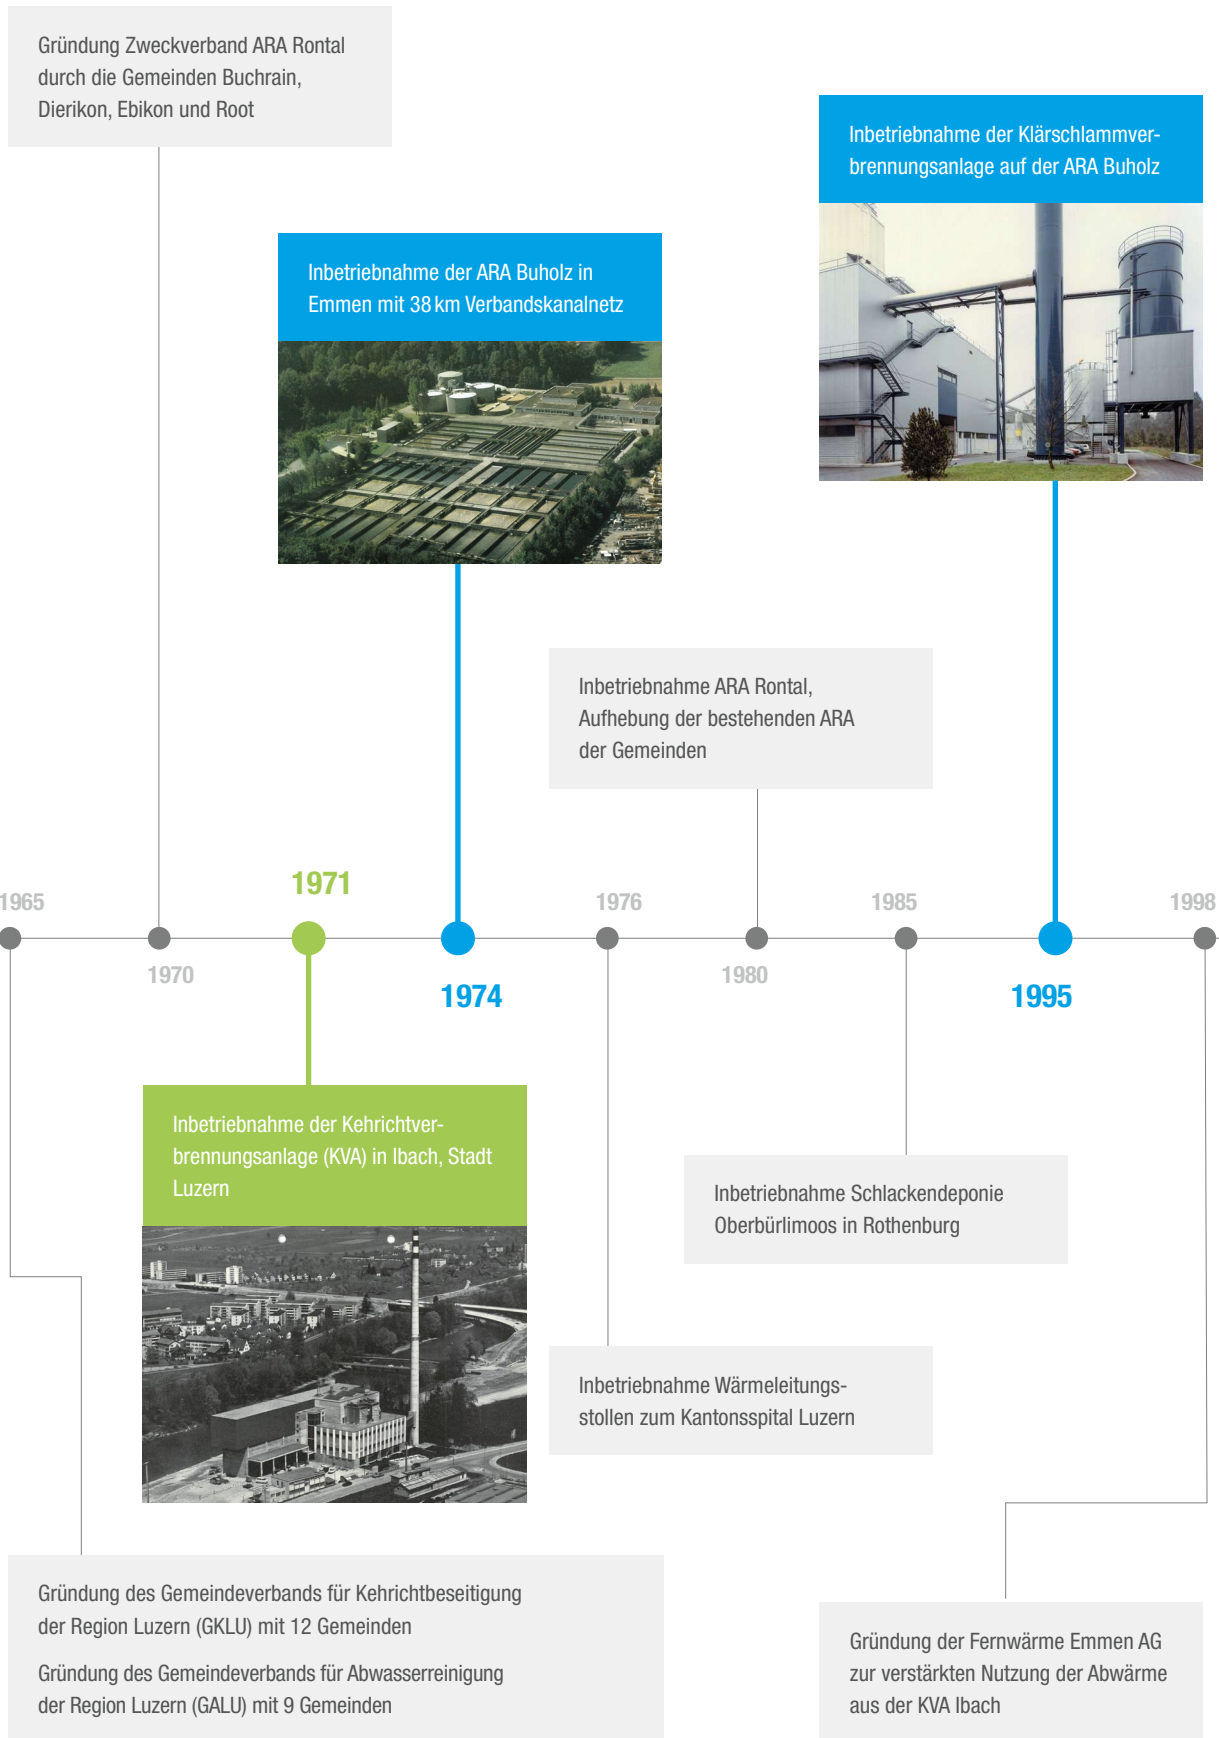 Gründung Zweckverband ARA Rontal
durch die Gemeinden Buchrain,
Dierikon, Ebikon und Root
Inbetriebnahme der Klärschlammver-
brennungsanlage auf der ARA Buholz
Inbetriebnahme der ARA Buholz in
Emmen mit 38 km Verbandskanalnetz
Inbetriebnahme ARA Rontal,
Aufhebung der bestehenden ARA
der Gemeinden
1965
1970
1971
1974
1976
1980
1985
1995
1998
Inbetriebnahme der Kehrichtver-
brennungsanlage (KVA) in Ibach, Stadt
Luzern
Inbetriebnahme Schlackendeponie
Oberbürlimoos in Rothenburg
Inbetriebnahme Wärmeleitungs-
stollen zum Kantonsspital Luzern
Gründung des Gemeindeverbands für Kehrichtbeseitigung
der Region Luzern (GKLU) mit 12 Gemeinden
Gründung des Gemeindeverbands für Abwasserreinigung
der Region Luzern (GALU) mit 9 Gemeinden
Gründung der Fernwärme Emmen AG
zur verstärkten Nutzung der Abwärme
aus der KVA Ibach